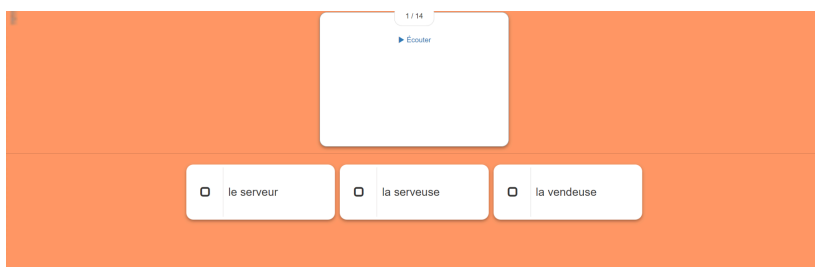 1 / 14
Écouter
le serveur
la serveuse
la vendeuse